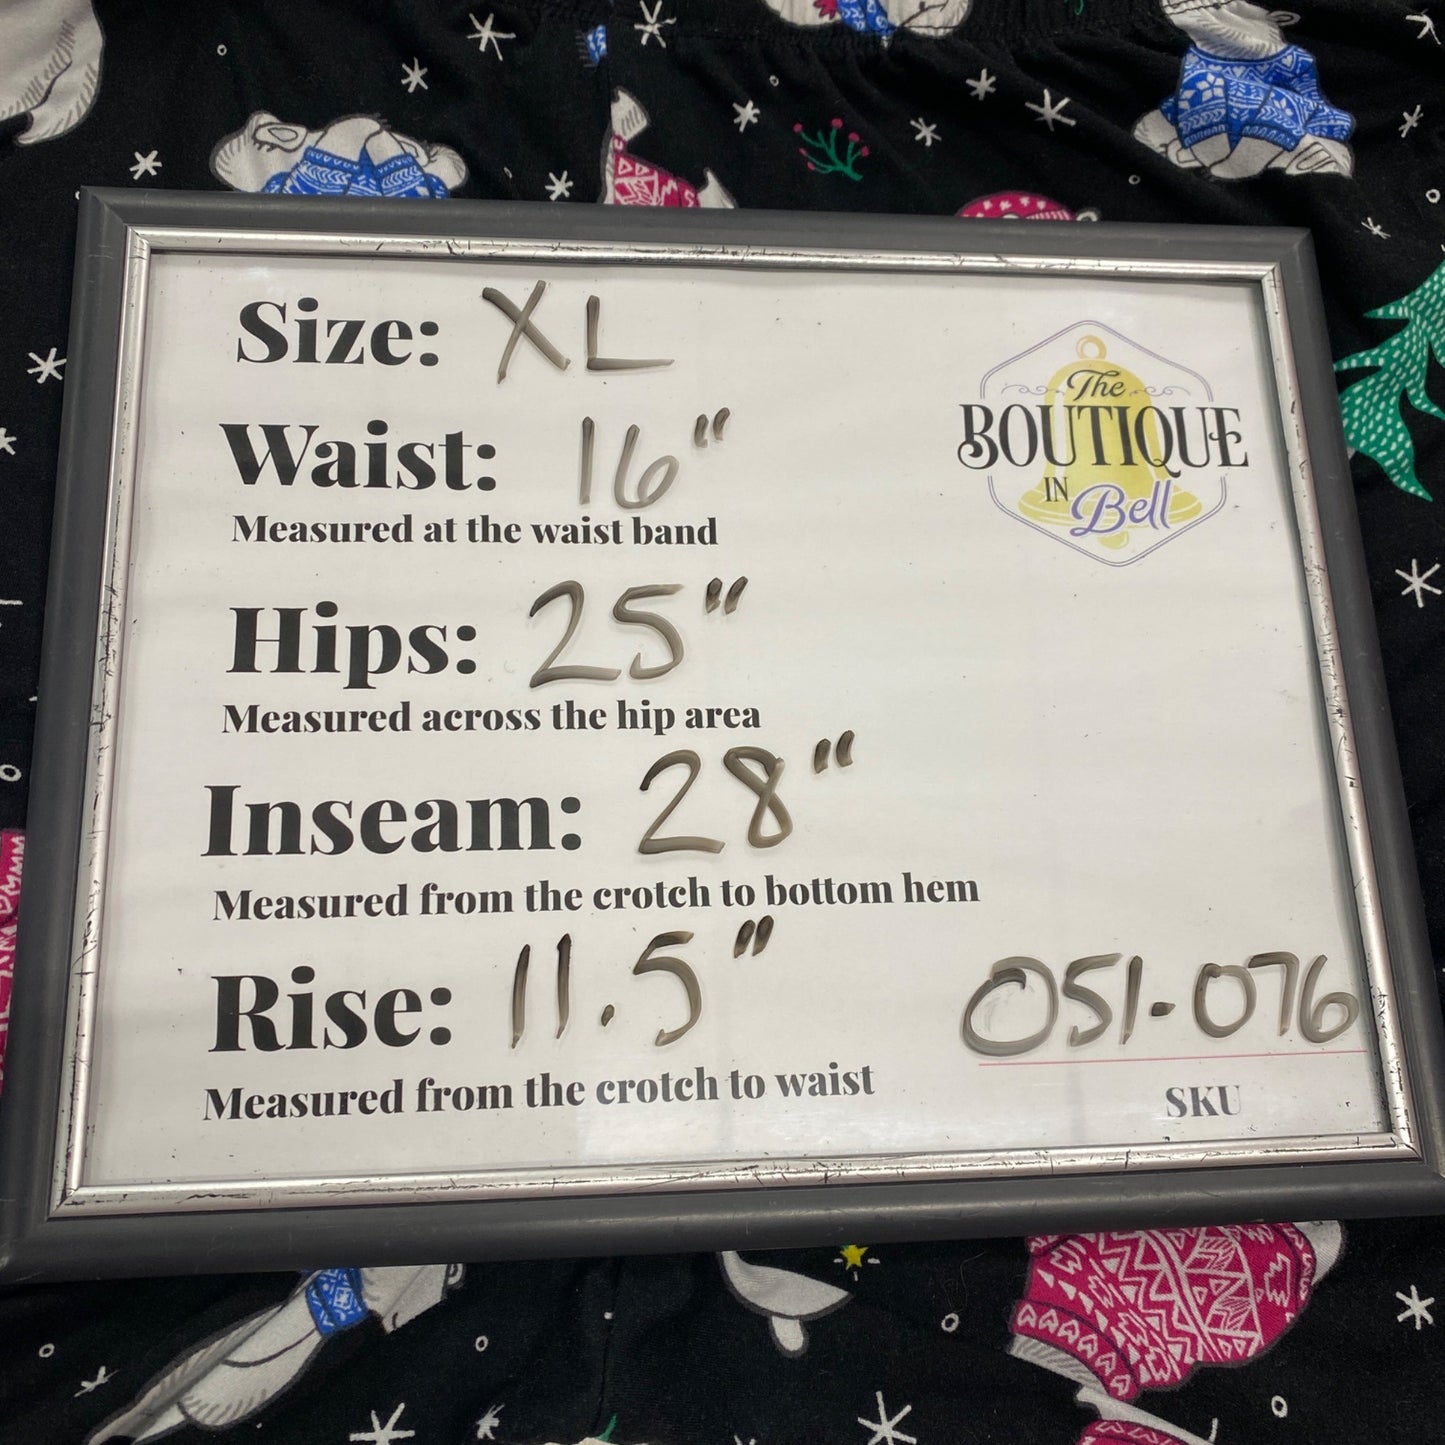 Size: XL
The
BOUTIQUE
IN Bell
Waist: 16"
Measured at the waist band
Hips: 25"
Measured across the hip area
Inseam: 28"
Measured from the crotch to bottom hem
Rise: 11.5"
Measured from the crotch to waist
051-076
SKU